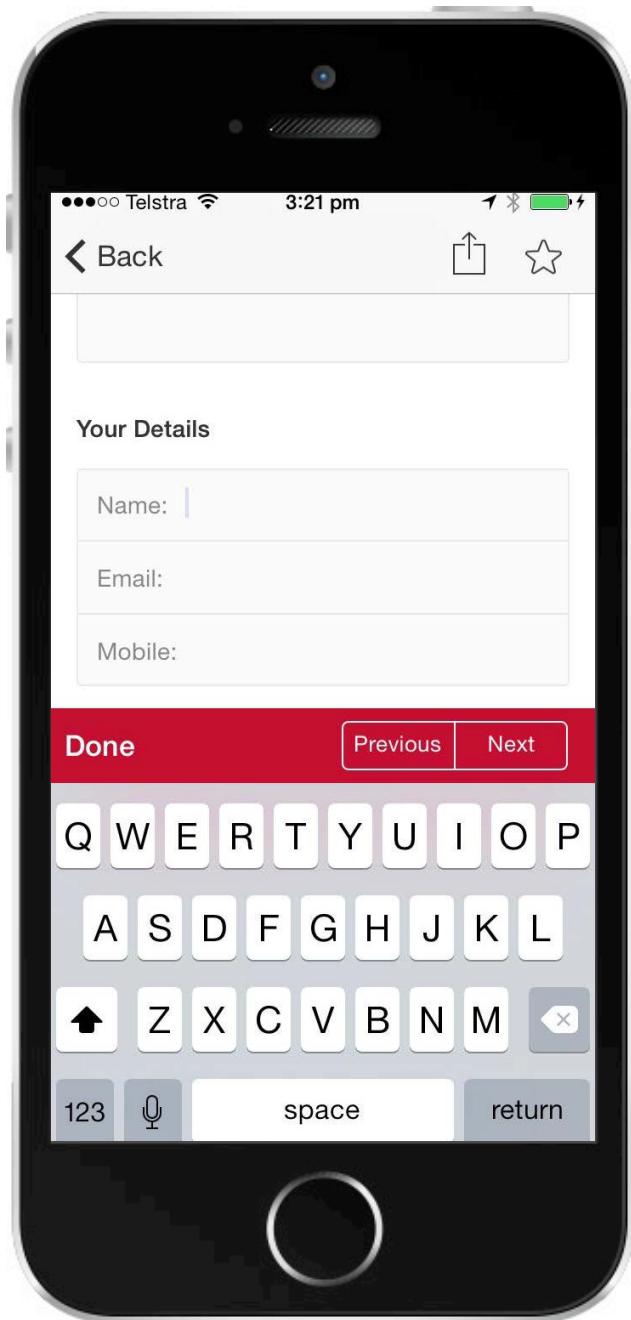 Telstra 3:21 pm
Back
Your Details
Name:
Email:
Mobile:
Done Previous Next
Q W E R T Y U I O P
A S D F G H J K L
Z X C V B N M
123 space return